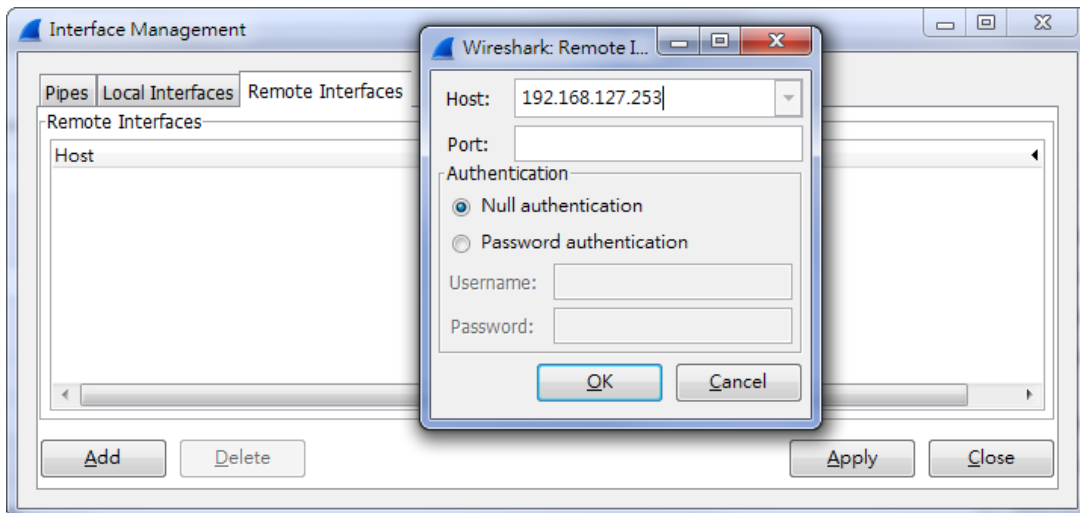 Interface Management
Pipes Local Interfaces Remote Interfaces
Remote Interfaces
Host
Add Delete Apply Close
Wireshark: Remote I...
Host: 192.168.127.253
Port:
Authentication
Null authentication
Password authentication
Username:
Password:
OK Cancel